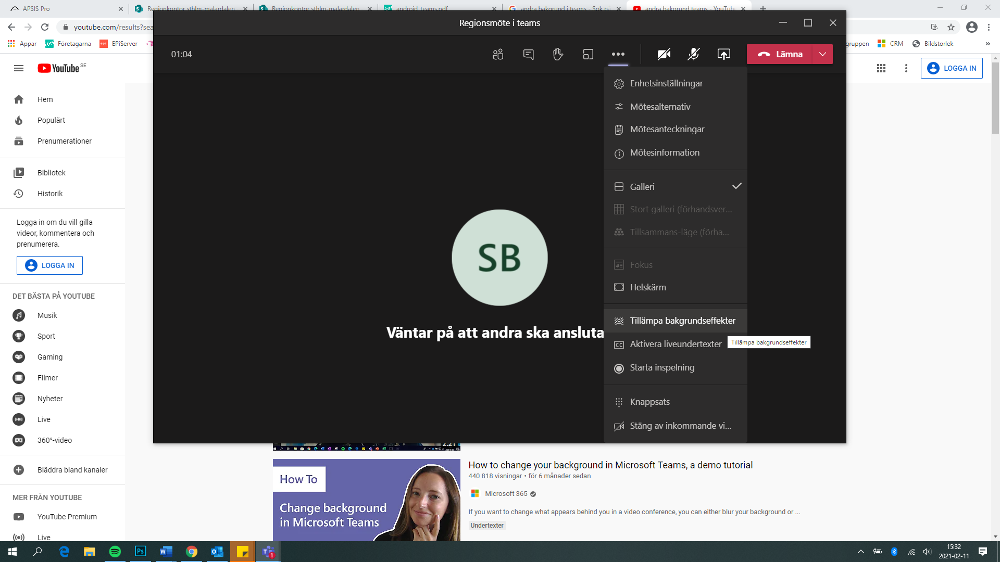 APSIS Pro
Regionkontor sthlm-mälardalen
Regionkontor sthlm-mälardalen
android_teams.pdf
ändra bakgrund i teams - Sök på
ändra bakgrund teams - YouTube
youtube.com/results?sea
Appar
Företagarna
EPiServer
gruppen
CRM
Bildstorlek
»
YouTube SE
LOGGA IN
Hem
Populärt
Prenumerationer
Bibliotek
Historik
Logga in om du vill gilla
videor, kommentera och
prenumerera.
LOGGA IN
DET BÄSTA PÅ YOUTUBE
Musik
Sport
Gaming
Filmer
Nyheter
Live
360°-video
Bläddra bland kanaler
MER FRÅN YOUTUBE
YouTube Premium
Live
Regionsmöte i teams
01:04
Lämna
SB
Väntar på att andra ska ansluta
Enhetsinställningar
Mötesalternativ
Mötesanteckningar
Mötesinformation
Galleri
Stort galleri (förhandsver...
Tillsammans-läge (förha...
Fokus
Helskärm
Tillämpa bakgrundseffekter
CC Aktivera liveundertexter
Tillämpa bakgrundseffekter
Starta inspelning
Knappsats
Stäng av inkommande vi...
2:21
How To
Change background
in Microsoft Teams
How to change your background in Microsoft Teams, a demo tutorial
440 818 visningar • för 6 månader sedan
Microsoft 365
If you want to change what appears behind you in a video conference, you can either blur your background or ...
Undertexter
Ps
1
15:32
2021-02-11